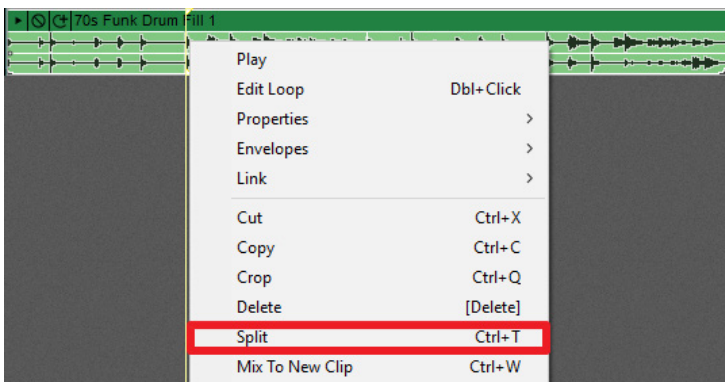 70s Funk Drum Fill 1
Play
Edit Loop Dbl+Click
Properties
Envelopes
Link
Cut Ctrl+X
Copy Ctrl+C
Crop Ctrl+Q
Delete [Delete]
Split Ctrl+T
Mix To New Clip Ctrl+W